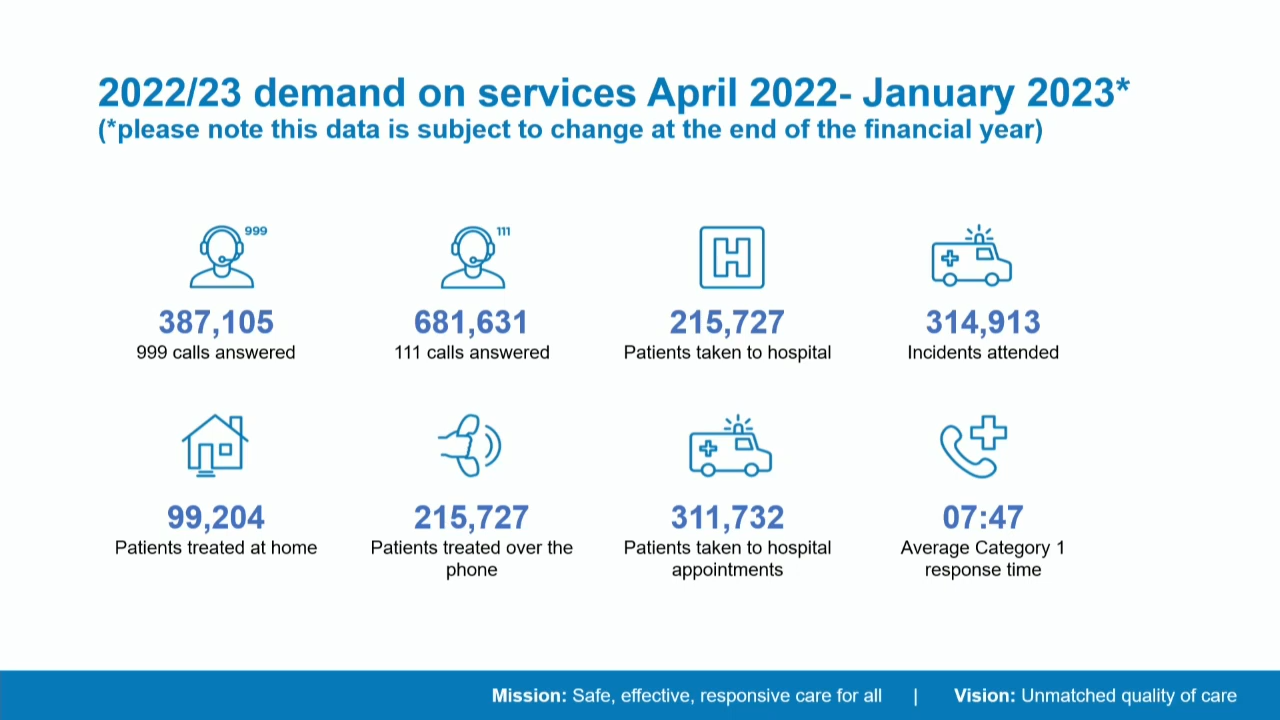 2022/23 demand on services April 2022- January 2023*
(*please note this data is subject to change at the end of the financial year)
999
111
387,105
681,631
215,727
314,913
999 calls answered
111 calls answered
Patients taken to hospital
Incidents attended
99,204
215,727
311,732
07:47
Patients treated at home
Patients treated over the
phone
Patients taken to hospital
appointments
Average Category 1
response time
Mission: Safe, effective, responsive care for all | Vision: Unmatched quality of care